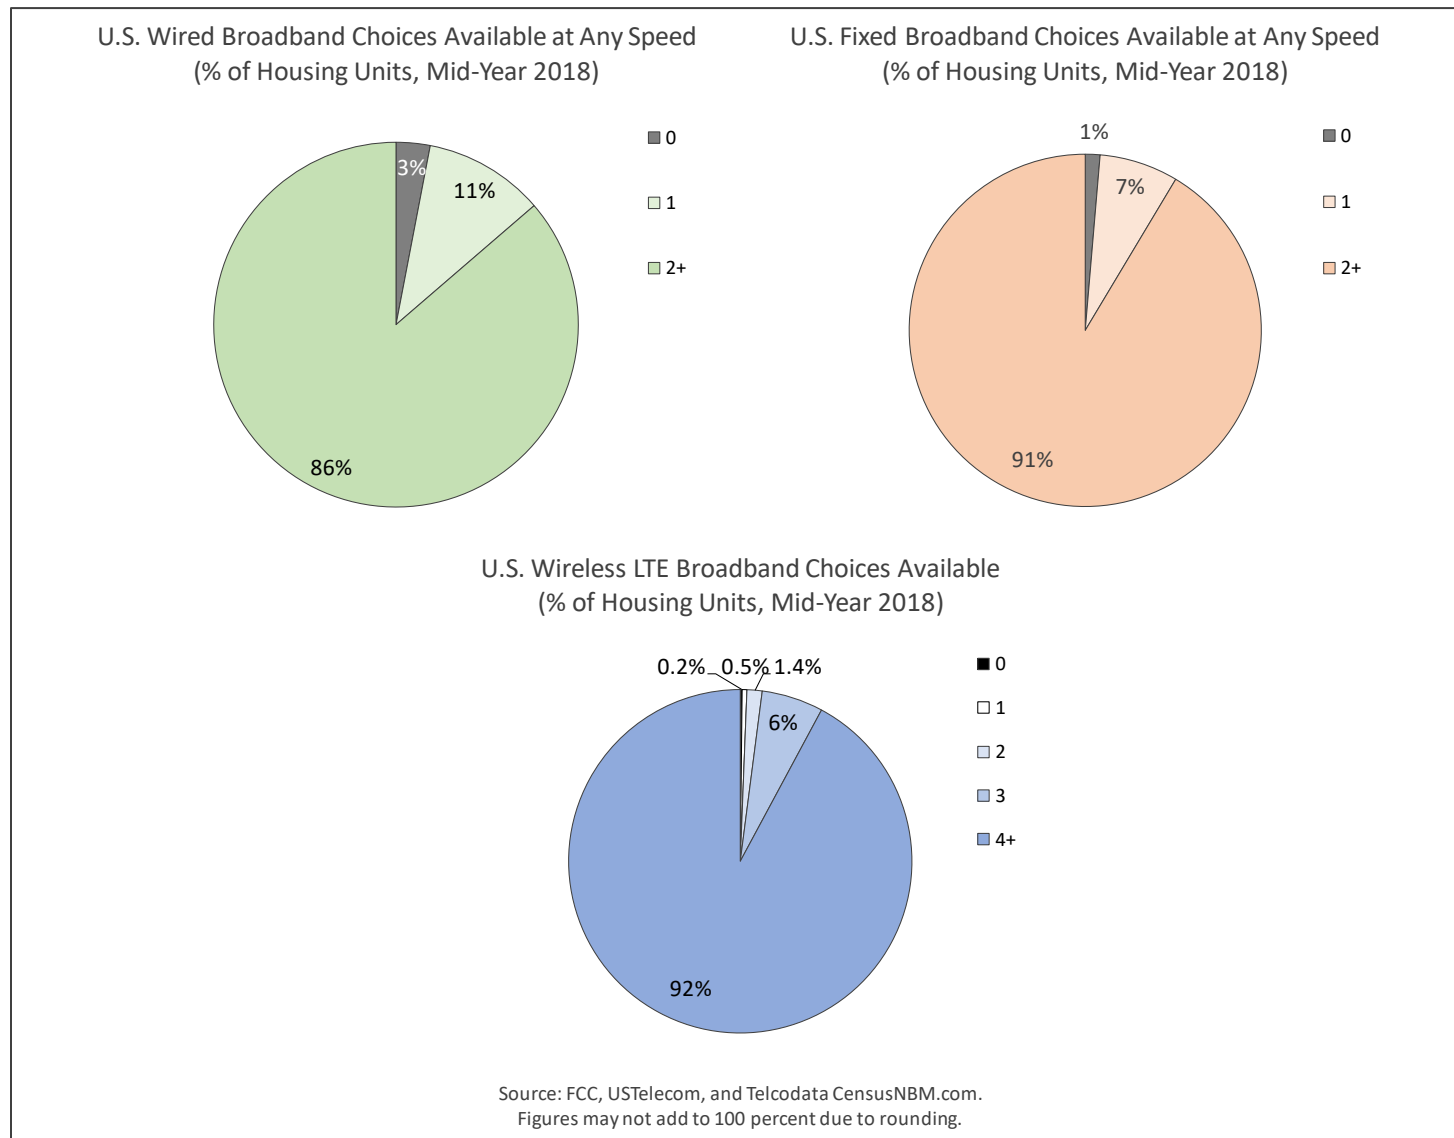 U.S. Wired Broadband Choices Available at Any Speed
(% of Housing Units, Mid-Year 2018)
0
1
2+
3%
11%
86%
U.S. Fixed Broadband Choices Available at Any Speed
(% of Housing Units, Mid-Year 2018)
0
1
2+
1%
7%
91%
U.S. Wireless LTE Broadband Choices Available
(% of Housing Units, Mid-Year 2018)
0.2% 0.5% 1.4%
6%
92%
0
1
2
3
4+
Source: FCC, USTelecom, and Telcodata CensusNBM.com.
Figures may not add to 100 percent due to rounding.